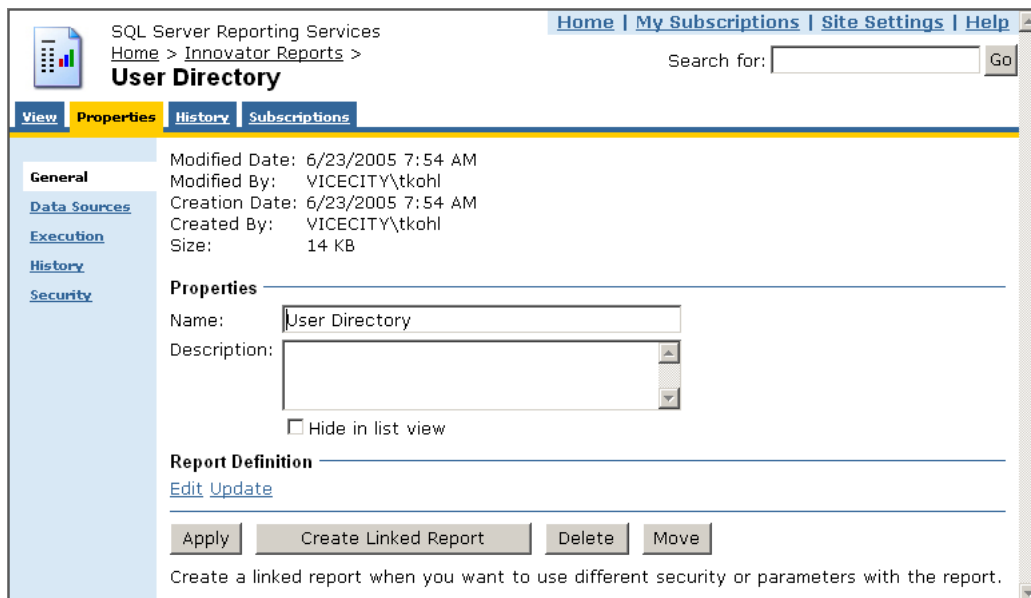 SQL Server Reporting Services
Home > Innovator Reports >
User Directory
Home | My Subscriptions | Site Settings | Help
Search for: Go
View Properties History Subscriptions
General
Data Sources
Execution
History
Security
Modified Date: 6/23/2005 7:54 AM
Modified By: VICECITY\tkohl
Creation Date: 6/23/2005 7:54 AM
Created By: VICECITY\tkohl
Size: 14 KB
Properties
Name: User Directory
Description:
Hide in list view
Report Definition
Edit Update
Apply Create Linked Report Delete Move
Create a linked report when you want to use different security or parameters with the report.